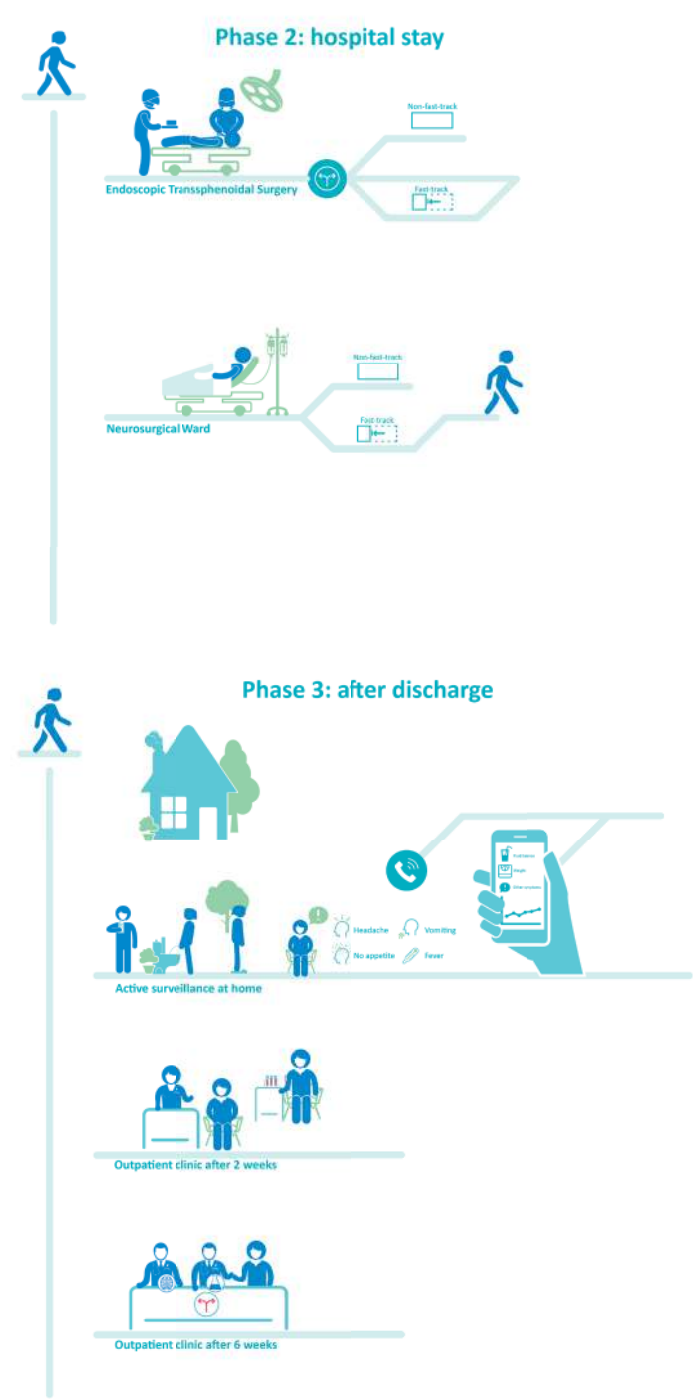 Phase 2: hospital stay
Non-fast-track
Endoscopic Transsphenoidal Surgery
Fast-track
Non-fast-track
Neurosurgical Ward
Fast-track
Phase 3: after discharge
Weight
Headache
Vomiting
No appetite
Fever
Active surveillance at home
Outpatient clinic after 2 weeks
Outpatient clinic after 6 weeks